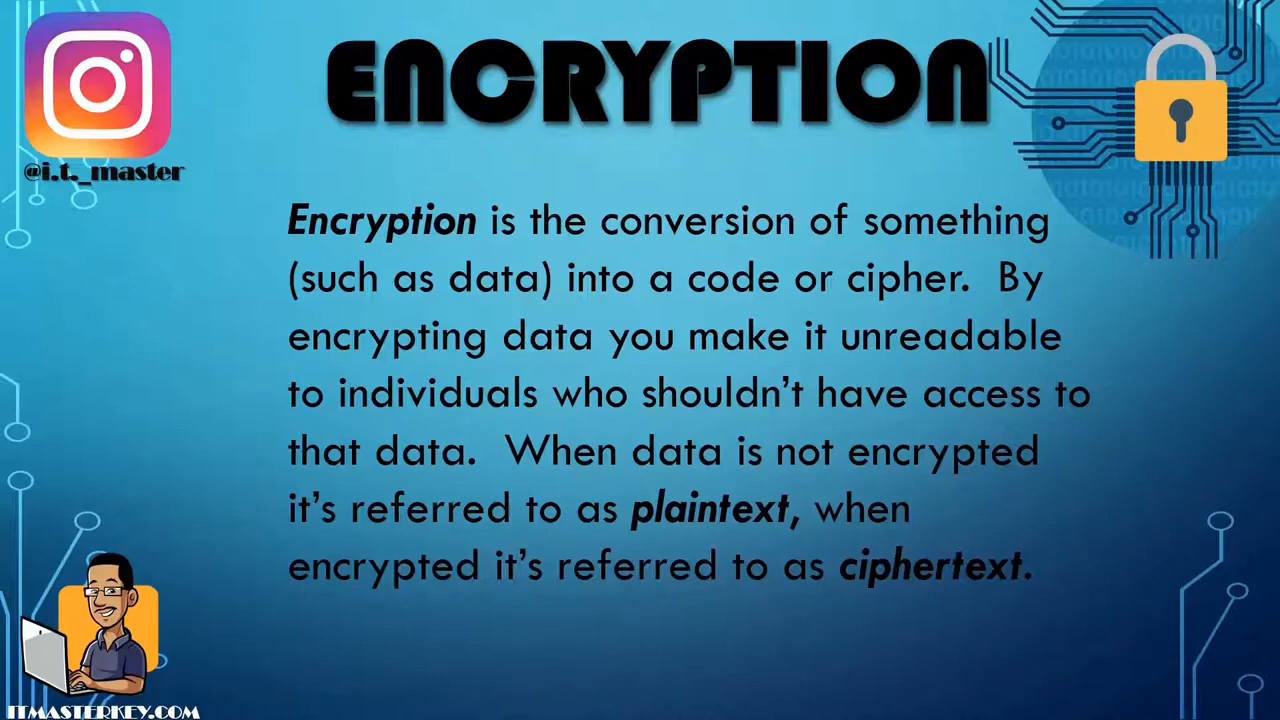 ENCRYPTION
@i.t._master
Encryption is the conversion of something
(such as data) into a code or cipher.  By
encrypting data you make it unreadable
to individuals who shouldn’t have access to
that data.  When data is not encrypted
it’s referred to as plaintext, when
encrypted it’s referred to as ciphertext.
ITMASTERKEY.COM